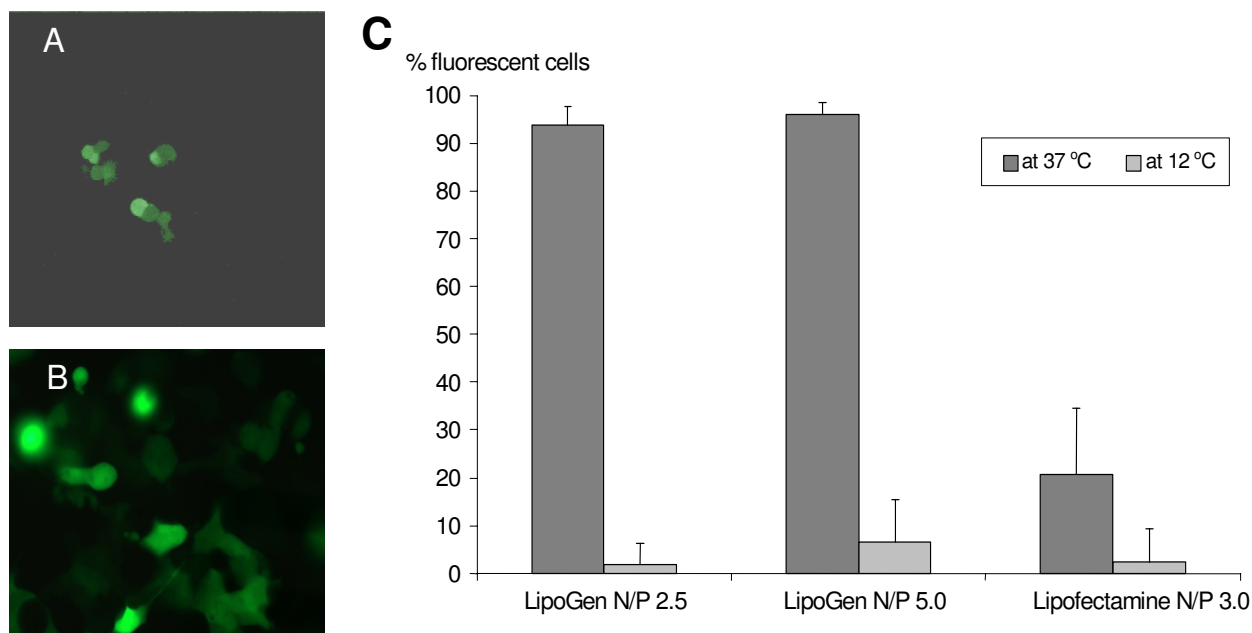 A
B
C
% fluorescent cells
100
90
80
70
60
50
40
30
20
10
0
at 37 ºC at 12 ºC
LipoGen N/P 2.5 LipoGen N/P 5.0 Lipofectamine N/P 3.0